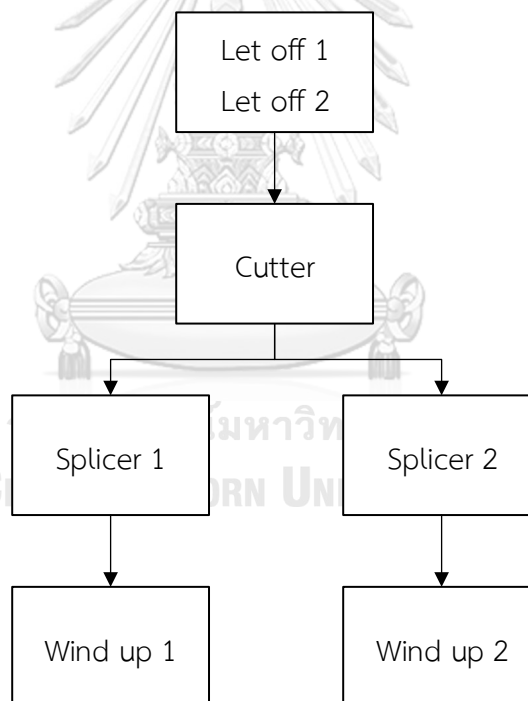 Let off 1
Let off 2
Cutter
Splicer 1
Splicer 2
Wind up 1
Wind up 2